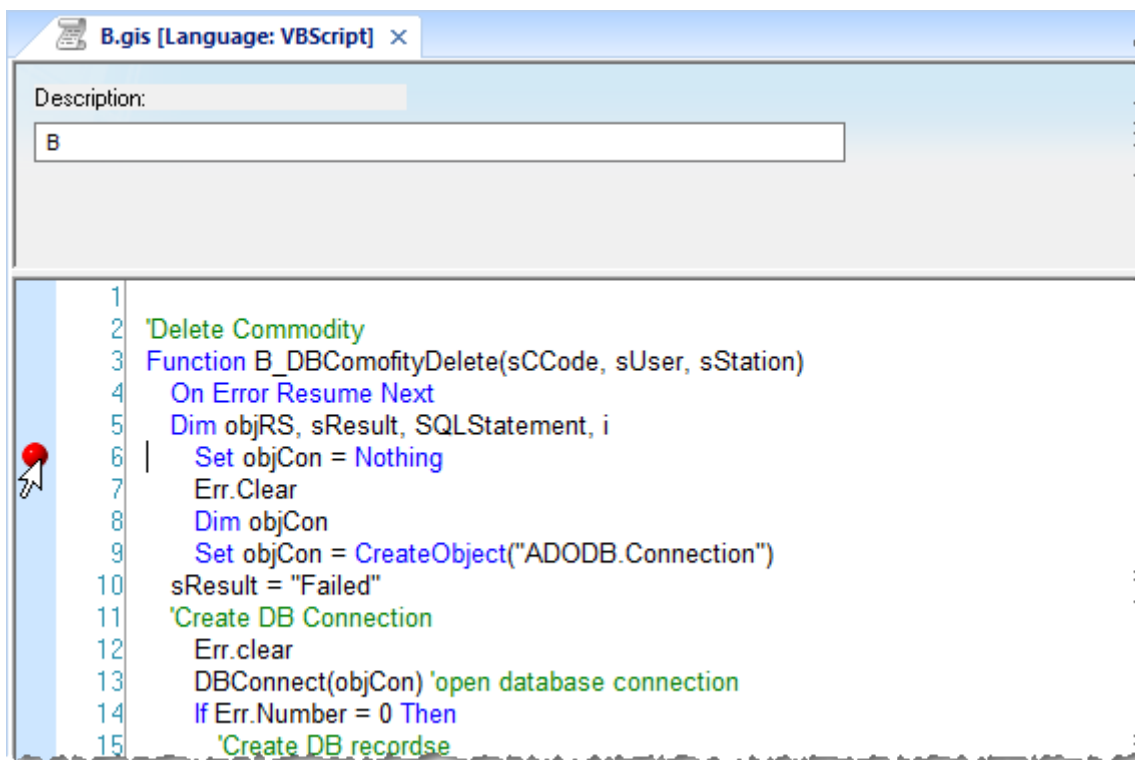 B.gis [Language: VBScript] ×
Description:
B
1
2 'Delete Commodity
3 Function B_DBComofityDelete(sCCode, sUser, sStation)
4 On Error Resume Next
5 Dim objRS, sResult, SQLStatement, i
6 Set objCon = Nothing
7 Err.Clear
8 Dim objCon
9 Set objCon = CreateObject("ADODB.Connection")
10 sResult = "Failed"
11 'Create DB Connection
12 Err.clear
13 DBConnect(objCon) 'open database connection
14 If Err.Number = 0 Then
15 'Create DB recordse